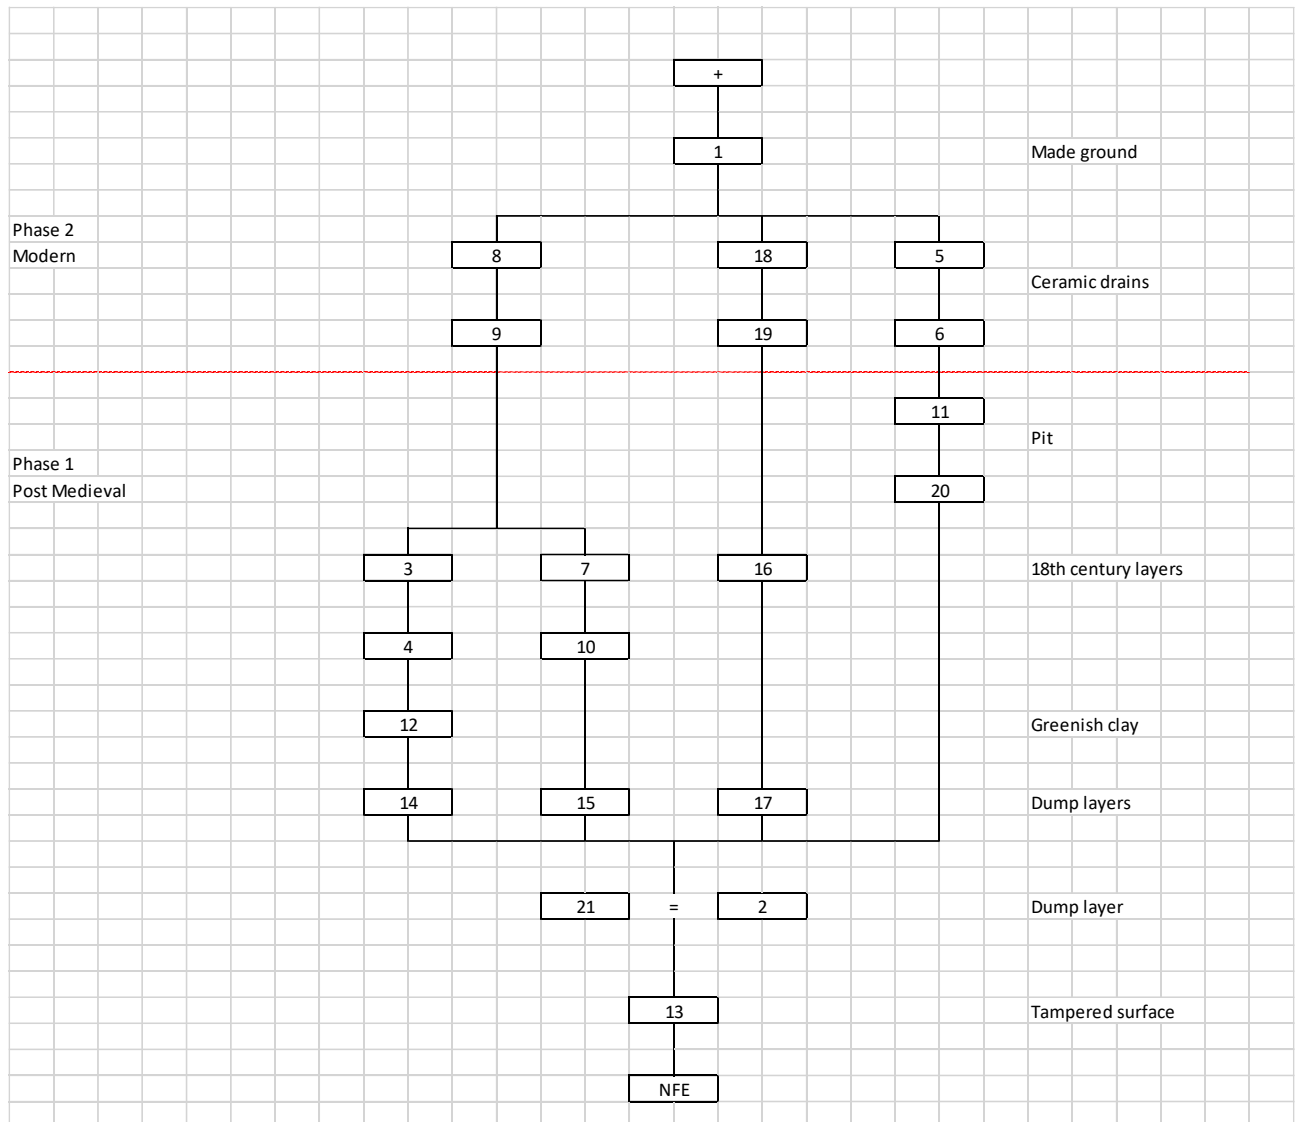 +
1 Made ground
Phase 2
Modern 8 18 5
Ceramic drains
9 19 6
11
Pit
Phase 1
Post Medieval 20
3 7 16 18th century layers
4 10
12 Greenish clay
14 15 17 Dump layers
21 = 2 Dump layer
13 Tampered surface
NFE